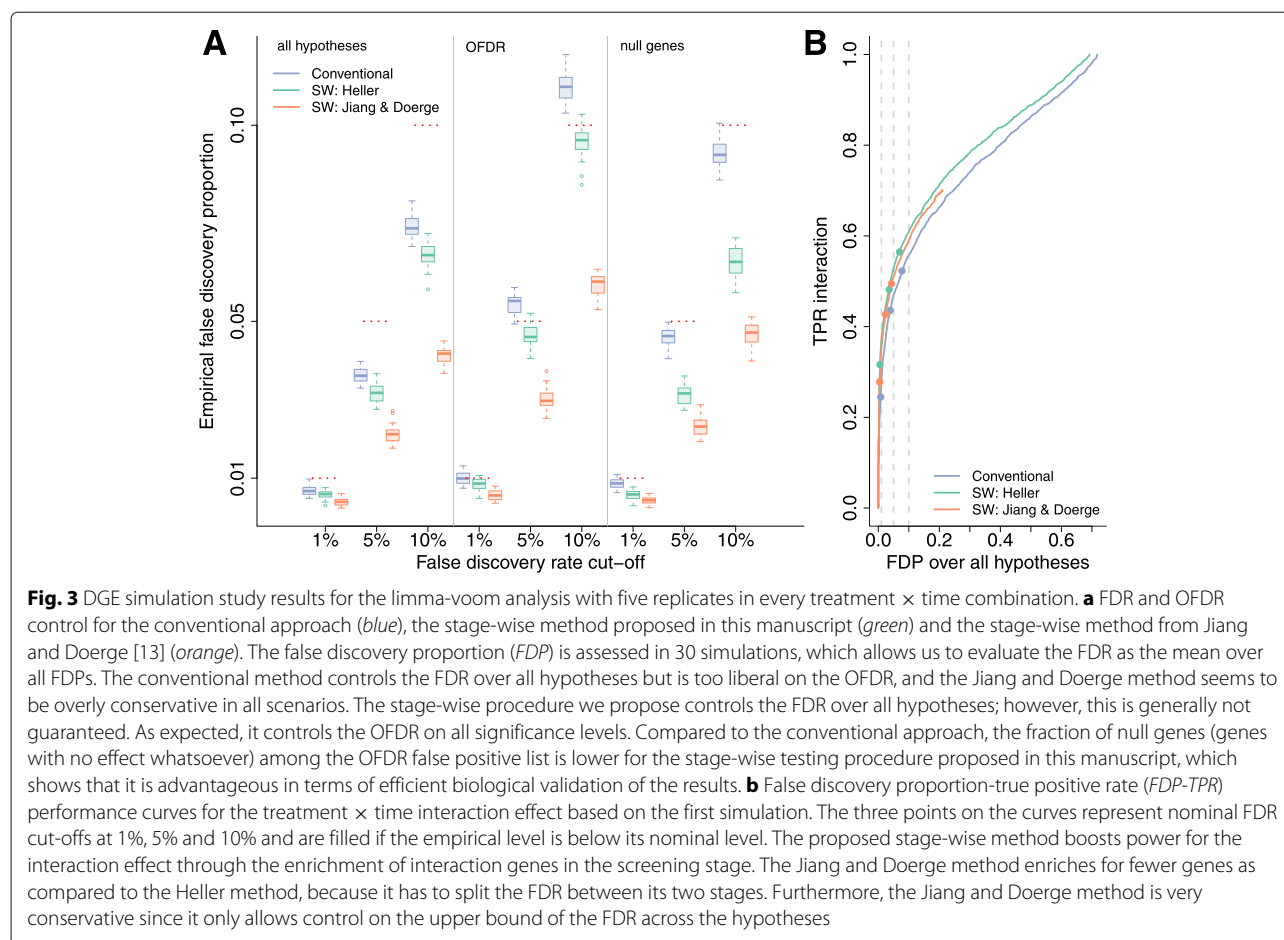 A
all hypotheses
OFDR
null genes
Conventional
SW: Heller
SW: Jiang & Doerge
Empirical false discovery proportion
0.10
0.05
0.01
1%
5%
10%
1%
5%
10%
1%
5%
10%
False discovery rate cut−off
B
TPR interaction
1.0
0.8
0.6
0.4
0.2
0.0
Conventional
SW: Heller
SW: Jiang & Doerge
0.0
0.2
0.4
0.6
FDP over all hypotheses
Fig. 3 DGE simulation study results for the limma-voom analysis with five replicates in every treatment × time combination. a FDR and OFDR
control for the conventional approach (blue), the stage-wise method proposed in this manuscript (green) and the stage-wise method from Jiang
and Doerge [13] (orange). The false discovery proportion (FDP) is assessed in 30 simulations, which allows us to evaluate the FDR as the mean over
all FDPs. The conventional method controls the FDR over all hypotheses but is too liberal on the OFDR, and the Jiang and Doerge method seems to
be overly conservative in all scenarios. The stage-wise procedure we propose controls the FDR over all hypotheses; however, this is generally not
guaranteed. As expected, it controls the OFDR on all significance levels. Compared to the conventional approach, the fraction of null genes (genes
with no effect whatsoever) among the OFDR false positive list is lower for the stage-wise testing procedure proposed in this manuscript, which
shows that it is advantageous in terms of efficient biological validation of the results. b False discovery proportion-true positive rate (FDP-TPR)
performance curves for the treatment × time interaction effect based on the first simulation. The three points on the curves represent nominal FDR
cut-offs at 1%, 5% and 10% and are filled if the empirical level is below its nominal level. The proposed stage-wise method boosts power for the
interaction effect through the enrichment of interaction genes in the screening stage. The Jiang and Doerge method enriches for fewer genes as
compared to the Heller method, because it has to split the FDR between its two stages. Furthermore, the Jiang and Doerge method is very
conservative since it only allows control on the upper bound of the FDR across the hypotheses